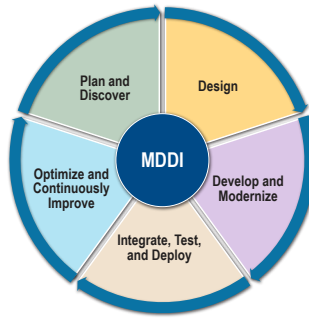 Plan and
Discover
Design
MDDI
Optimize and
Continuously
Improve
Develop and
Modernize
Integrate, Test,
and Deploy